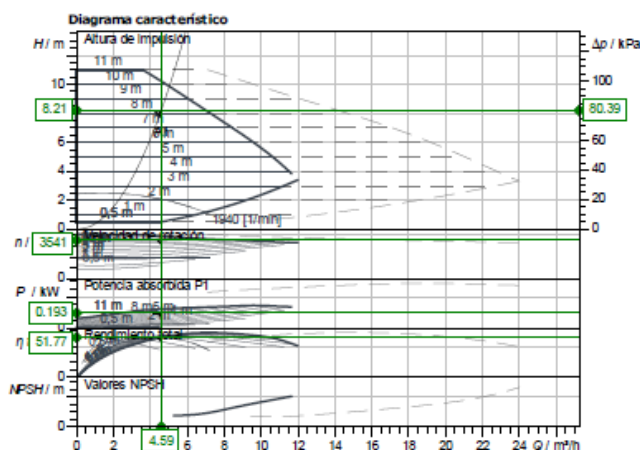 Diagrama característico
H / m
Altura de impulsión
Δp / kPa
11 m
10 m
9 m
8 m
7 m
5 m
4 m
3 m
2 m
1 m
0,5 m
1940 [1/min]
10
8.21
6
4
2
0
100
80.39
60
40
20
0
Velocidad de rotación
n /
3541
0
Potencia absorbida P1
P / kW
11 m
0,5 m
0.193
Rendimiento total
η
51.77
0
Valores NPSH
NPSH / m
0
0 2 4 6 8 10 12 14 16 18 20 22 24 Q / m³/h
4.59